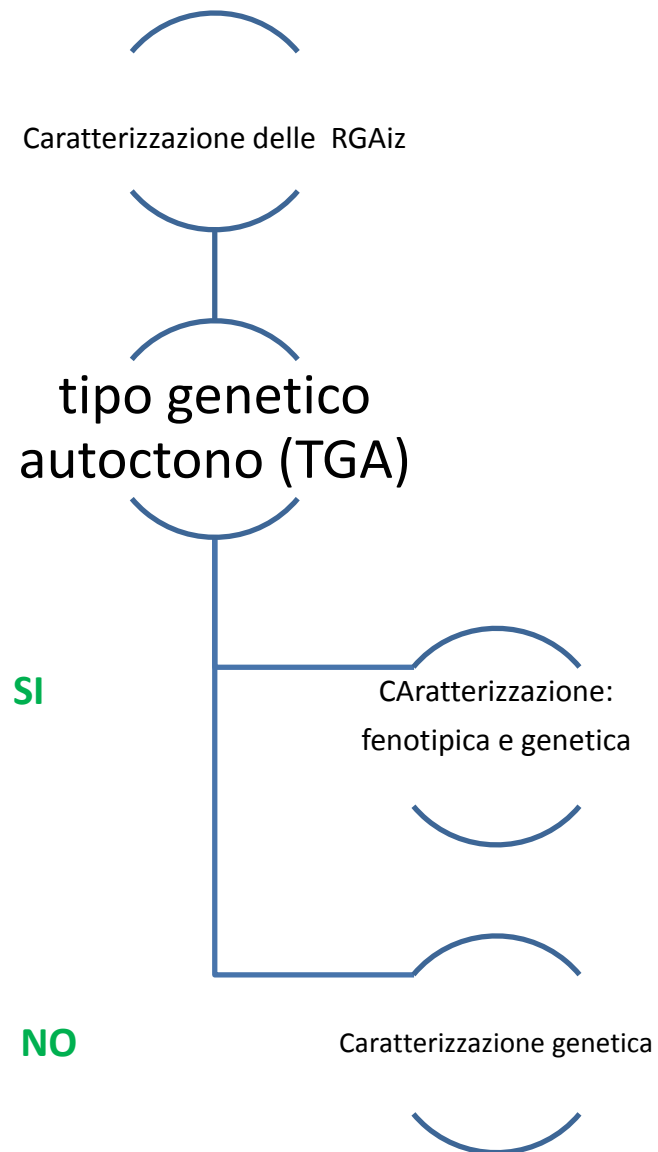 Caratterizzazione delle RGAiz
tipo genetico
autoctono (TGA)
SI
CAratterizzazione:
fenotipica e genetica
NO
Caratterizzazione genetica